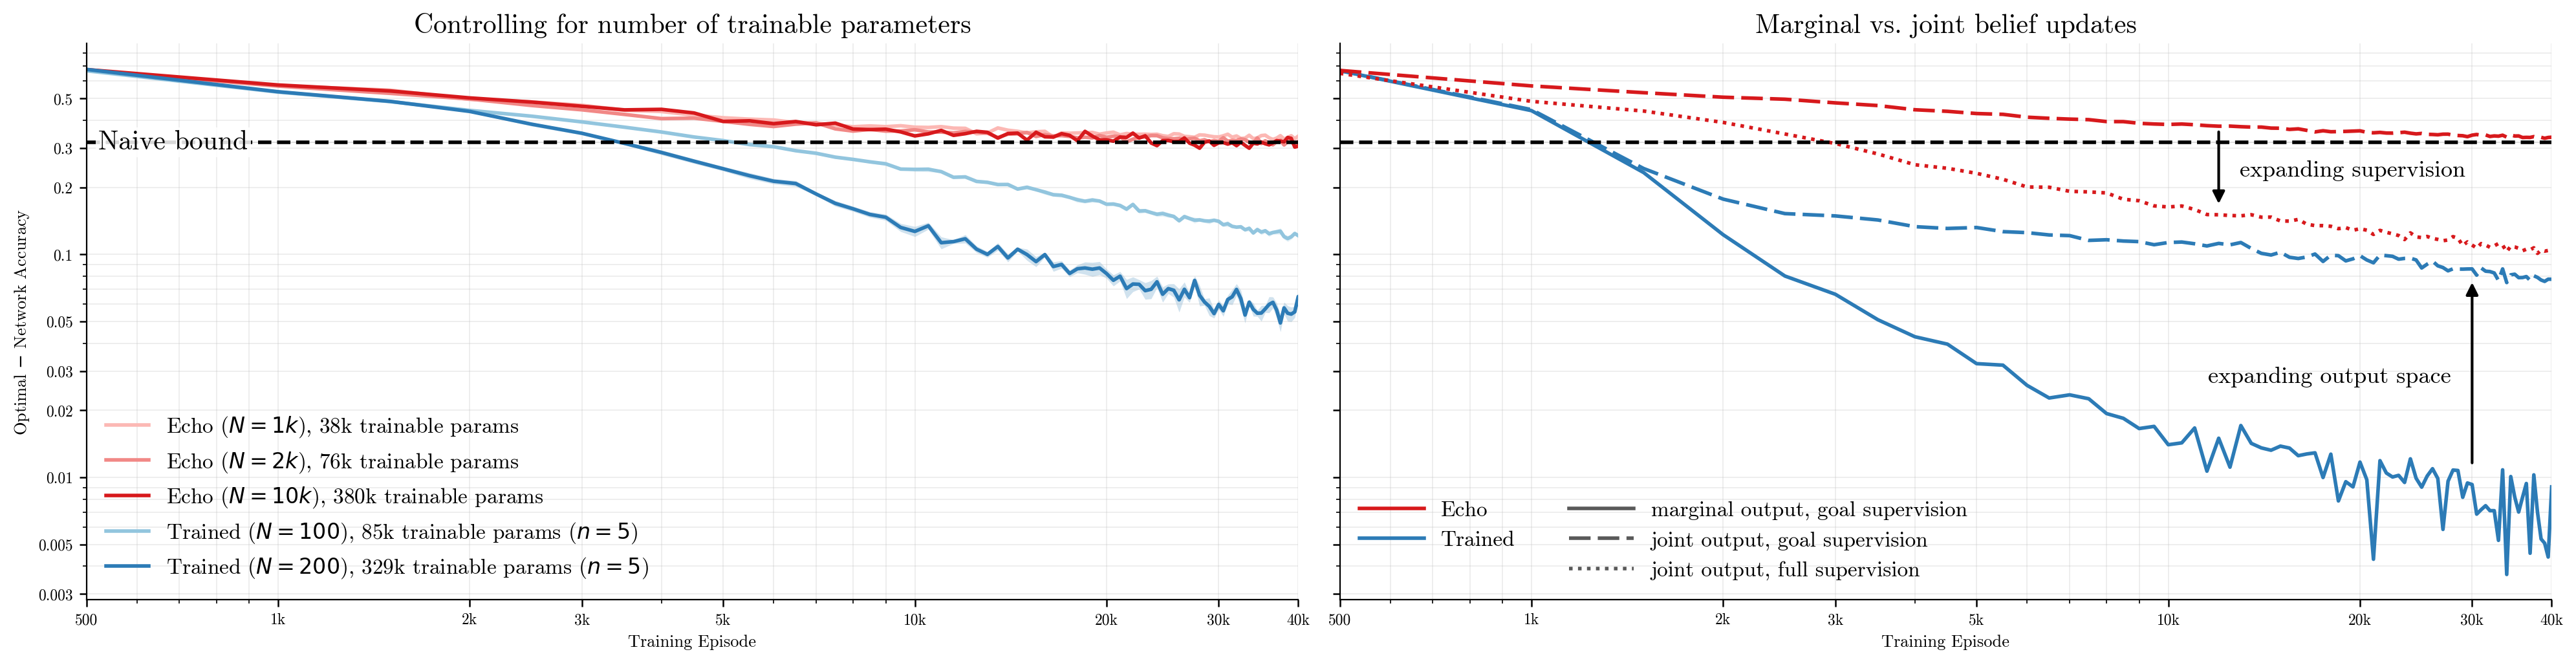 Controlling for number of trainable parameters
Optimal − Network Accuracy
0.5
0.3
0.2
0.1
0.05
0.03
0.02
0.01
0.005
0.003
Naive bound
Echo (N = 1k), 38k trainable params
Echo (N = 2k), 76k trainable params
Echo (N = 10k), 380k trainable params
Trained (N = 100), 85k trainable params (n = 5)
Trained (N = 200), 329k trainable params (n = 5)
500 1k 2k 3k 5k 10k 20k 30k 40k
Training Episode
Marginal vs. joint belief updates
expanding supervision
expanding output space
Echo
Trained
marginal output, goal supervision
joint output, goal supervision
joint output, full supervision
500 1k 2k 3k 5k 10k 20k 30k 40k
Training Episode